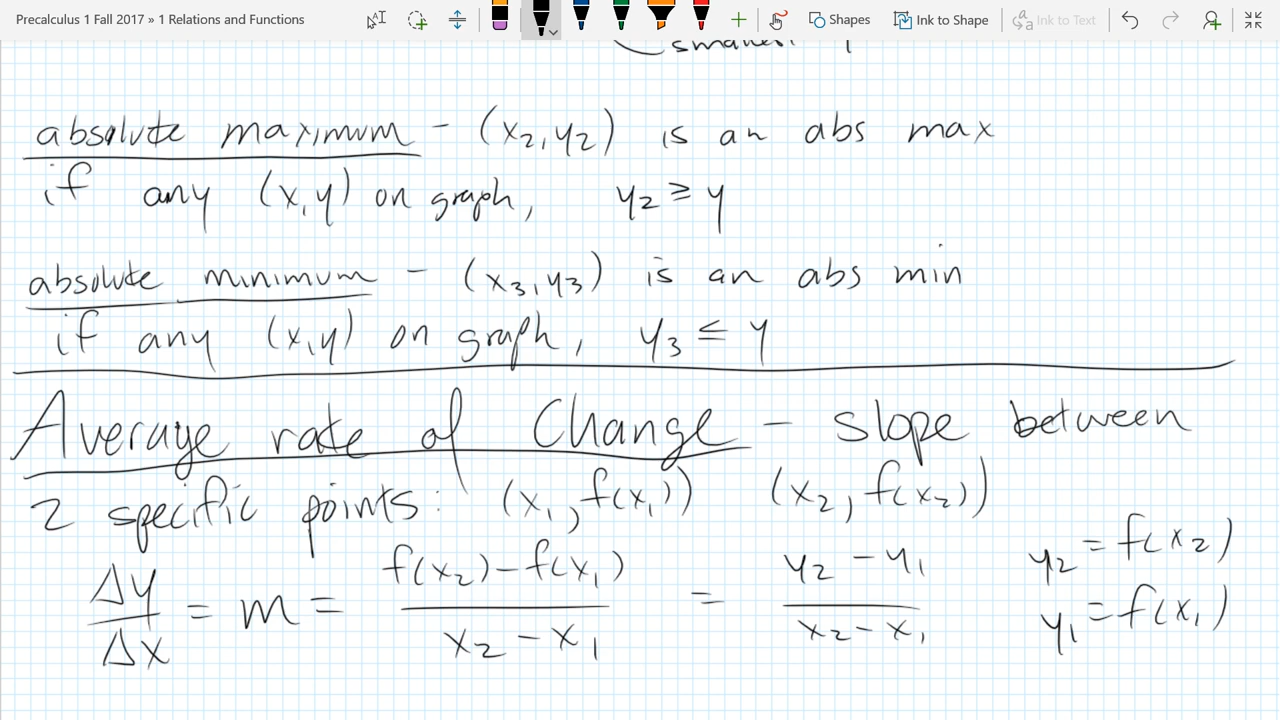 Precalculus 1 Fall 2017 » 1 Relations and Functions
Shapes
Ink to Shape
Ink to Text
absolute maximum - (x₂, y₂) is an abs max
if any (x, y) on graph, y₂ ≥ y
absolute minimum - (x₃, y₃) is an abs min
if any (x, y) on graph, y₃ ≤ y
Average rate of Change - slope between
2 specific points: (x₁, f(x₁)) (x₂, f(x₂))
Δy/Δx = m = (f(x₂) - f(x₁))/(x₂ - x₁) = (y₂ - y₁)/(x₂ - x₁)
y₂ = f(x₂)
y₁ = f(x₁)